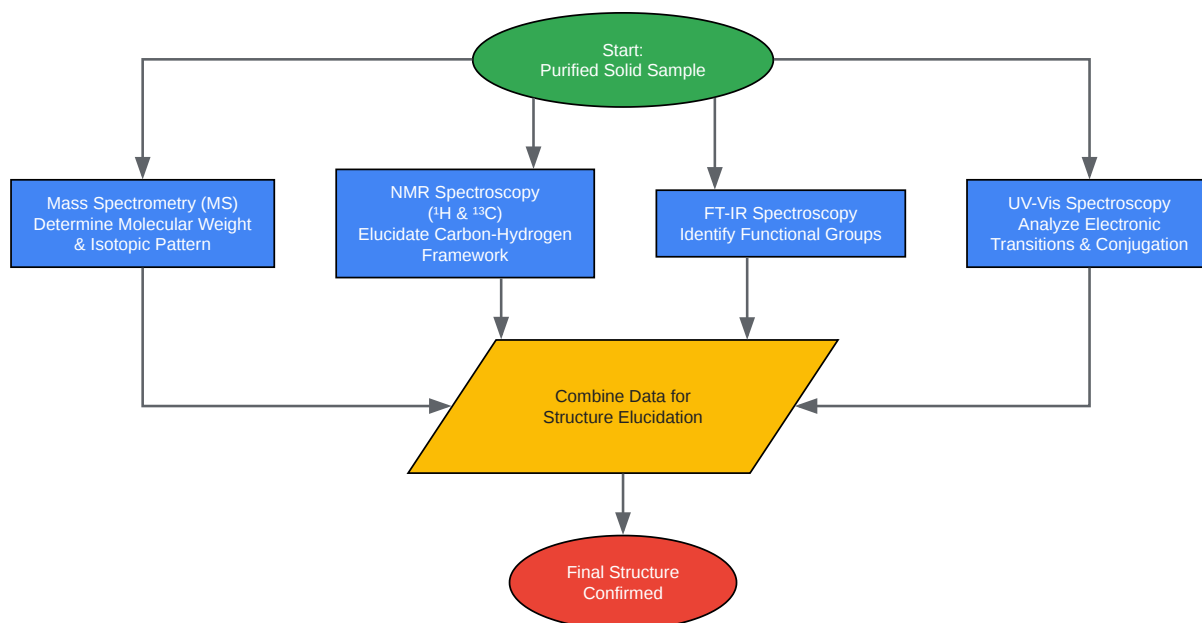 Start:
Purified Solid Sample
Mass Spectrometry (MS)
Determine Molecular Weight
& Isotopic Pattern
NMR Spectroscopy
(¹H & ¹³C)
Elucidate Carbon-Hydrogen
Framework
FT-IR Spectroscopy
Identify Functional Groups
UV-Vis Spectroscopy
Analyze Electronic
Transitions & Conjugation
Combine Data for
Structure Elucidation
Final Structure
Confirmed